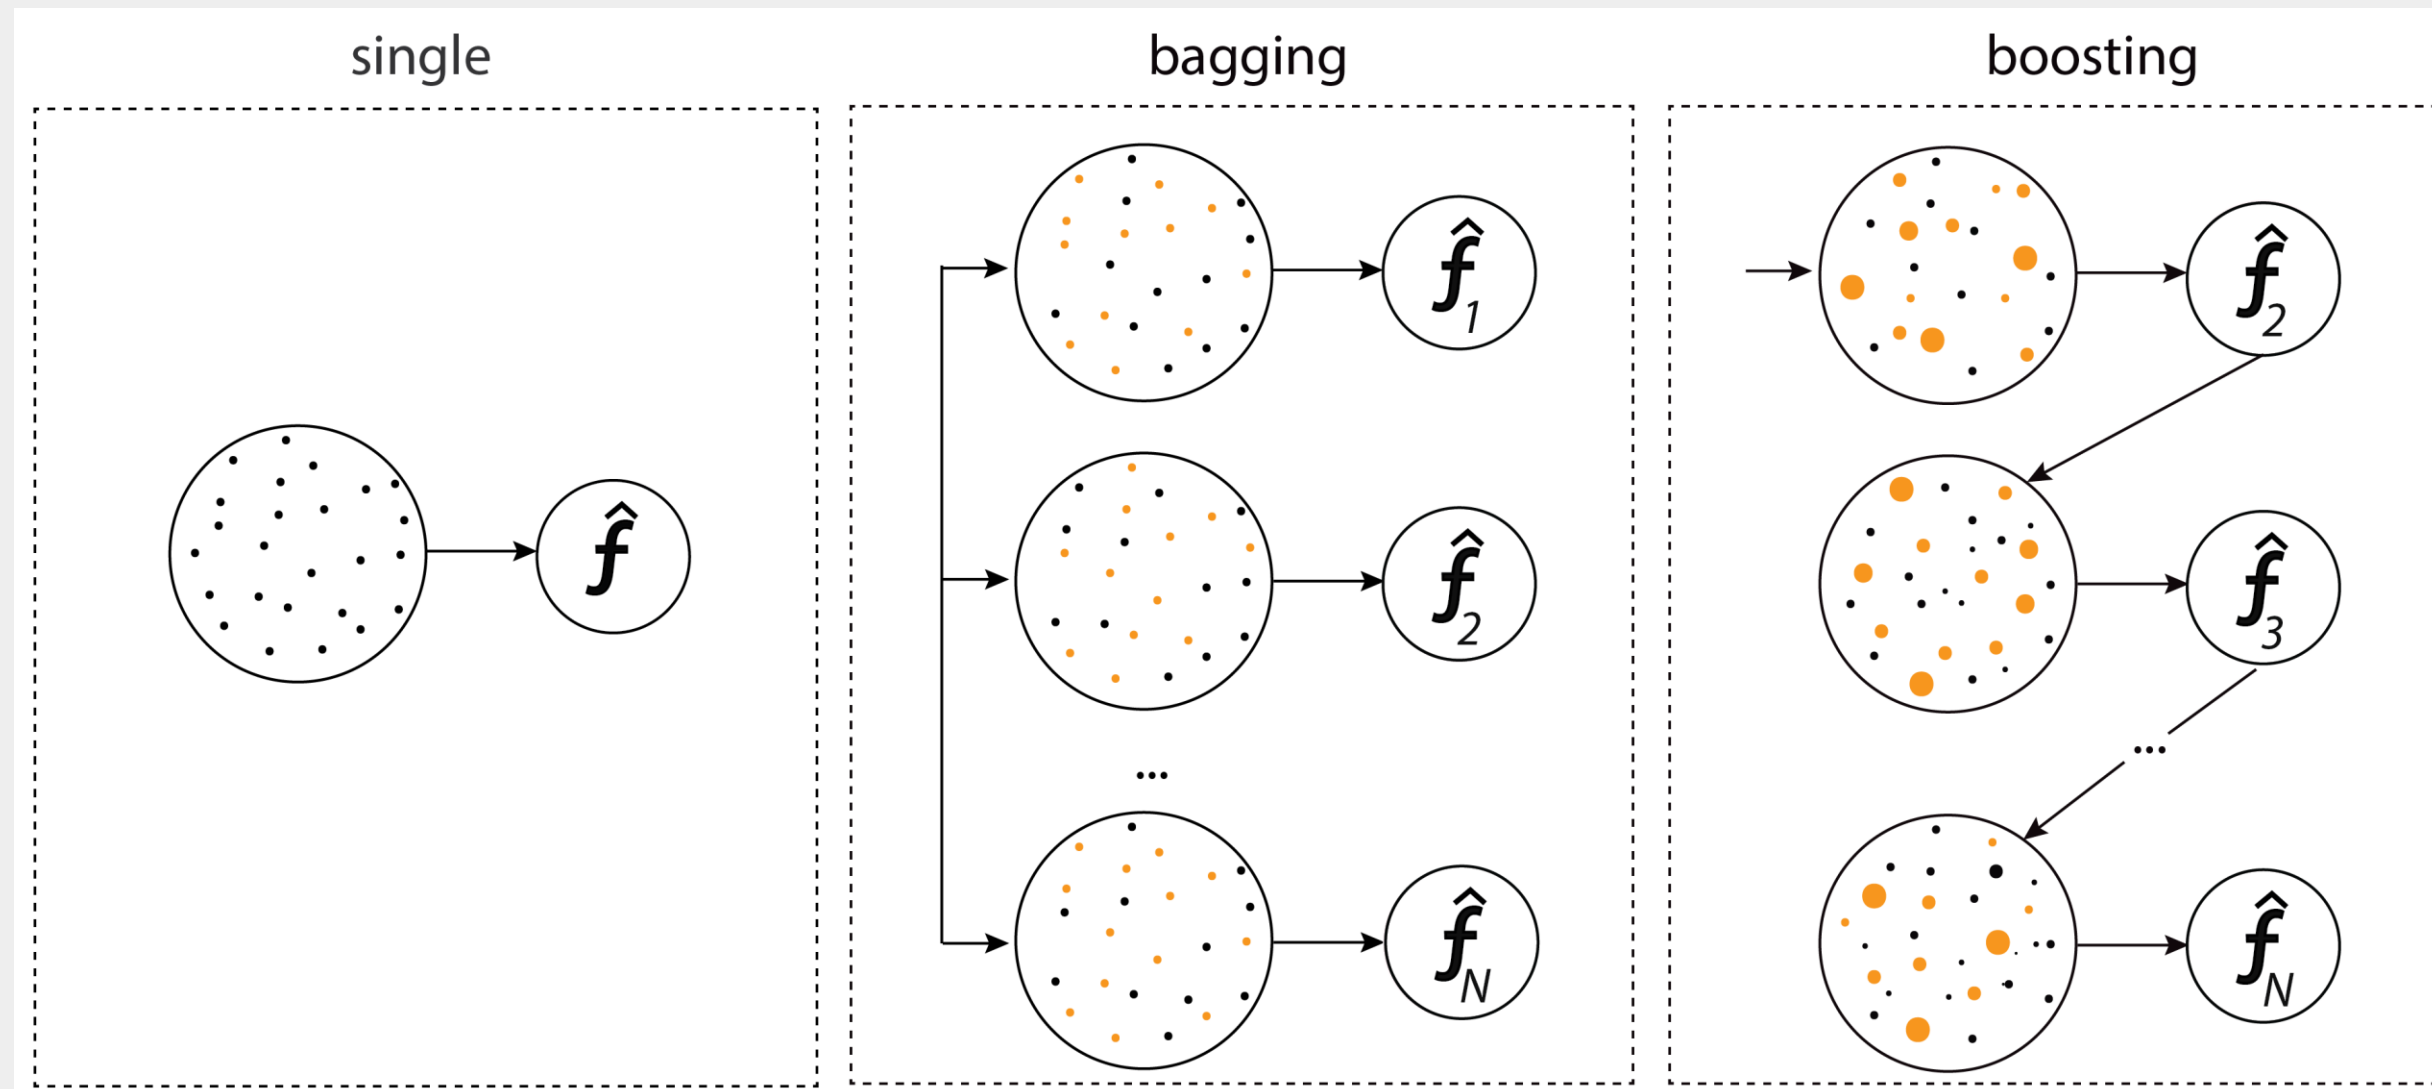 single
bagging
boosting
f̂
f̂1
f̂2
...
f̂N
f̂2
f̂3
...
f̂N